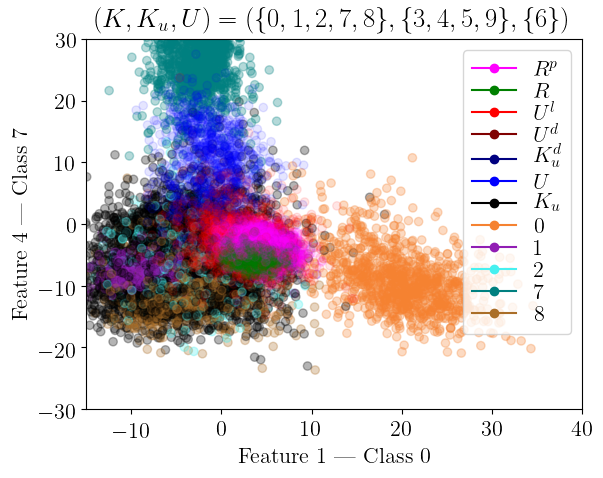 (K, K_u, U) = ({0, 1, 2, 7, 8}, {3, 4, 5, 9}, {6})
30
20
10
0
−10
−20
−30
Feature 4 — Class 7
R^p
R
U^l
U^d
K_u^d
U
K_u
0
1
2
7
8
−10
0
10
20
30
40
Feature 1 — Class 0